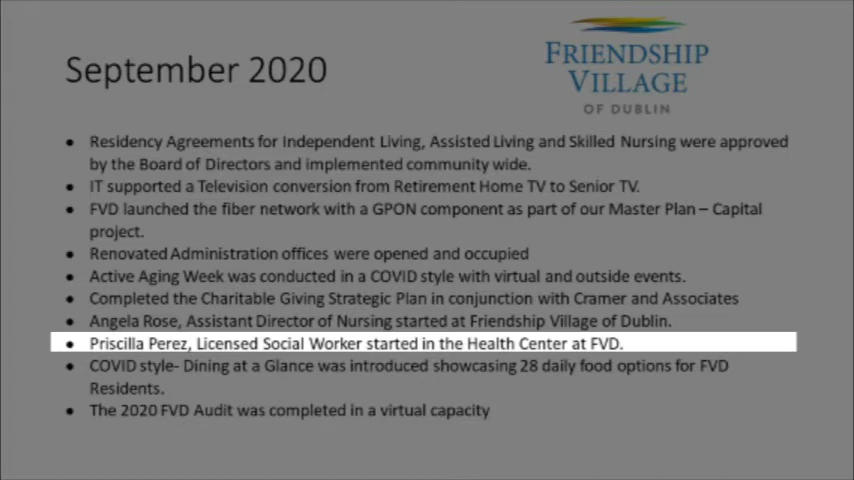 September 2020
FRIENDSHIP
VILLAGE
OF DUBLIN
• Residency Agreements for Independent Living, Assisted Living and Skilled Nursing were approved
by the Board of Directors and implemented community wide.
• IT supported a Television conversion from Retirement Home TV to Senior TV.
• FVD launched the fiber network with a GPON component as part of our Master Plan – Capital
project.
• Renovated Administration offices were opened and occupied
• Active Aging Week was conducted in a COVID style with virtual and outside events.
• Completed the Charitable Giving Strategic Plan in conjunction with Cramer and Associates
• Angela Rose, Assistant Director of Nursing started at Friendship Village of Dublin.
• Priscilla Perez, Licensed Social Worker started in the Health Center at FVD.
• COVID style- Dining at a Glance was introduced showcasing 28 daily food options for FVD
Residents.
• The 2020 FVD Audit was completed in a virtual capacity